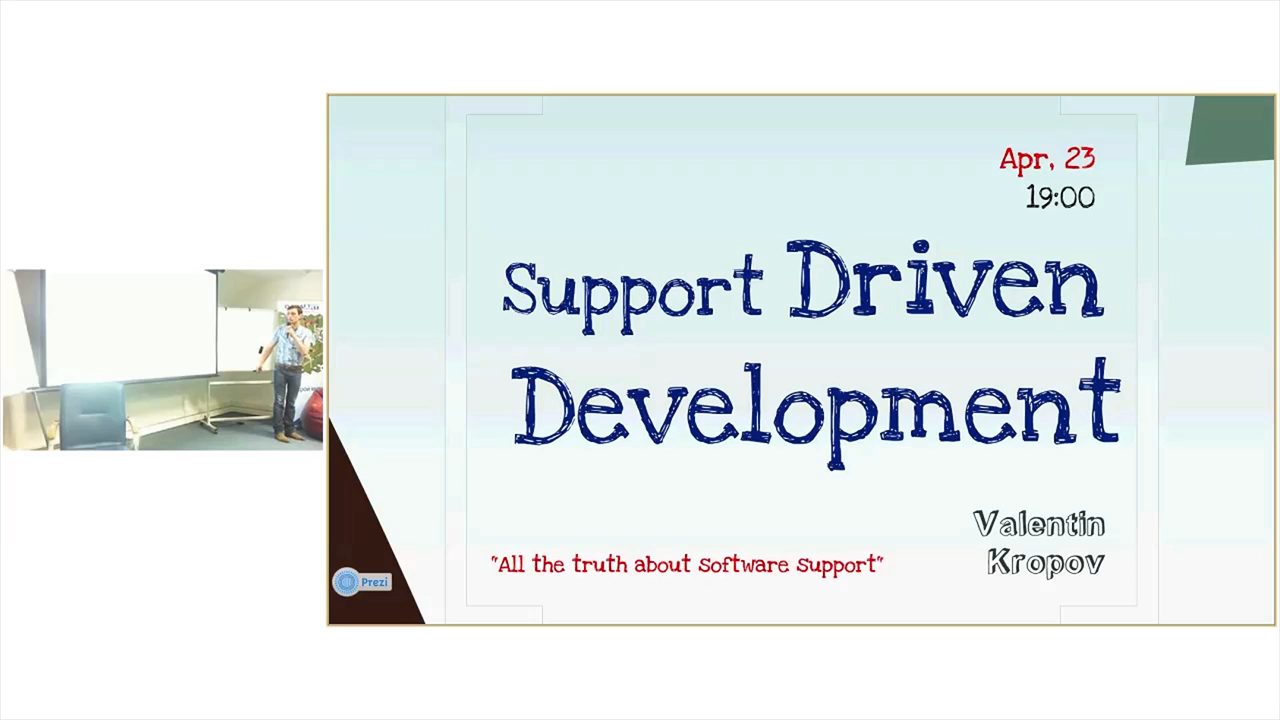 Apr, 23
19:00
Support Driven
Development
Valentin
Kropov
"All the truth about software support"
Prezi